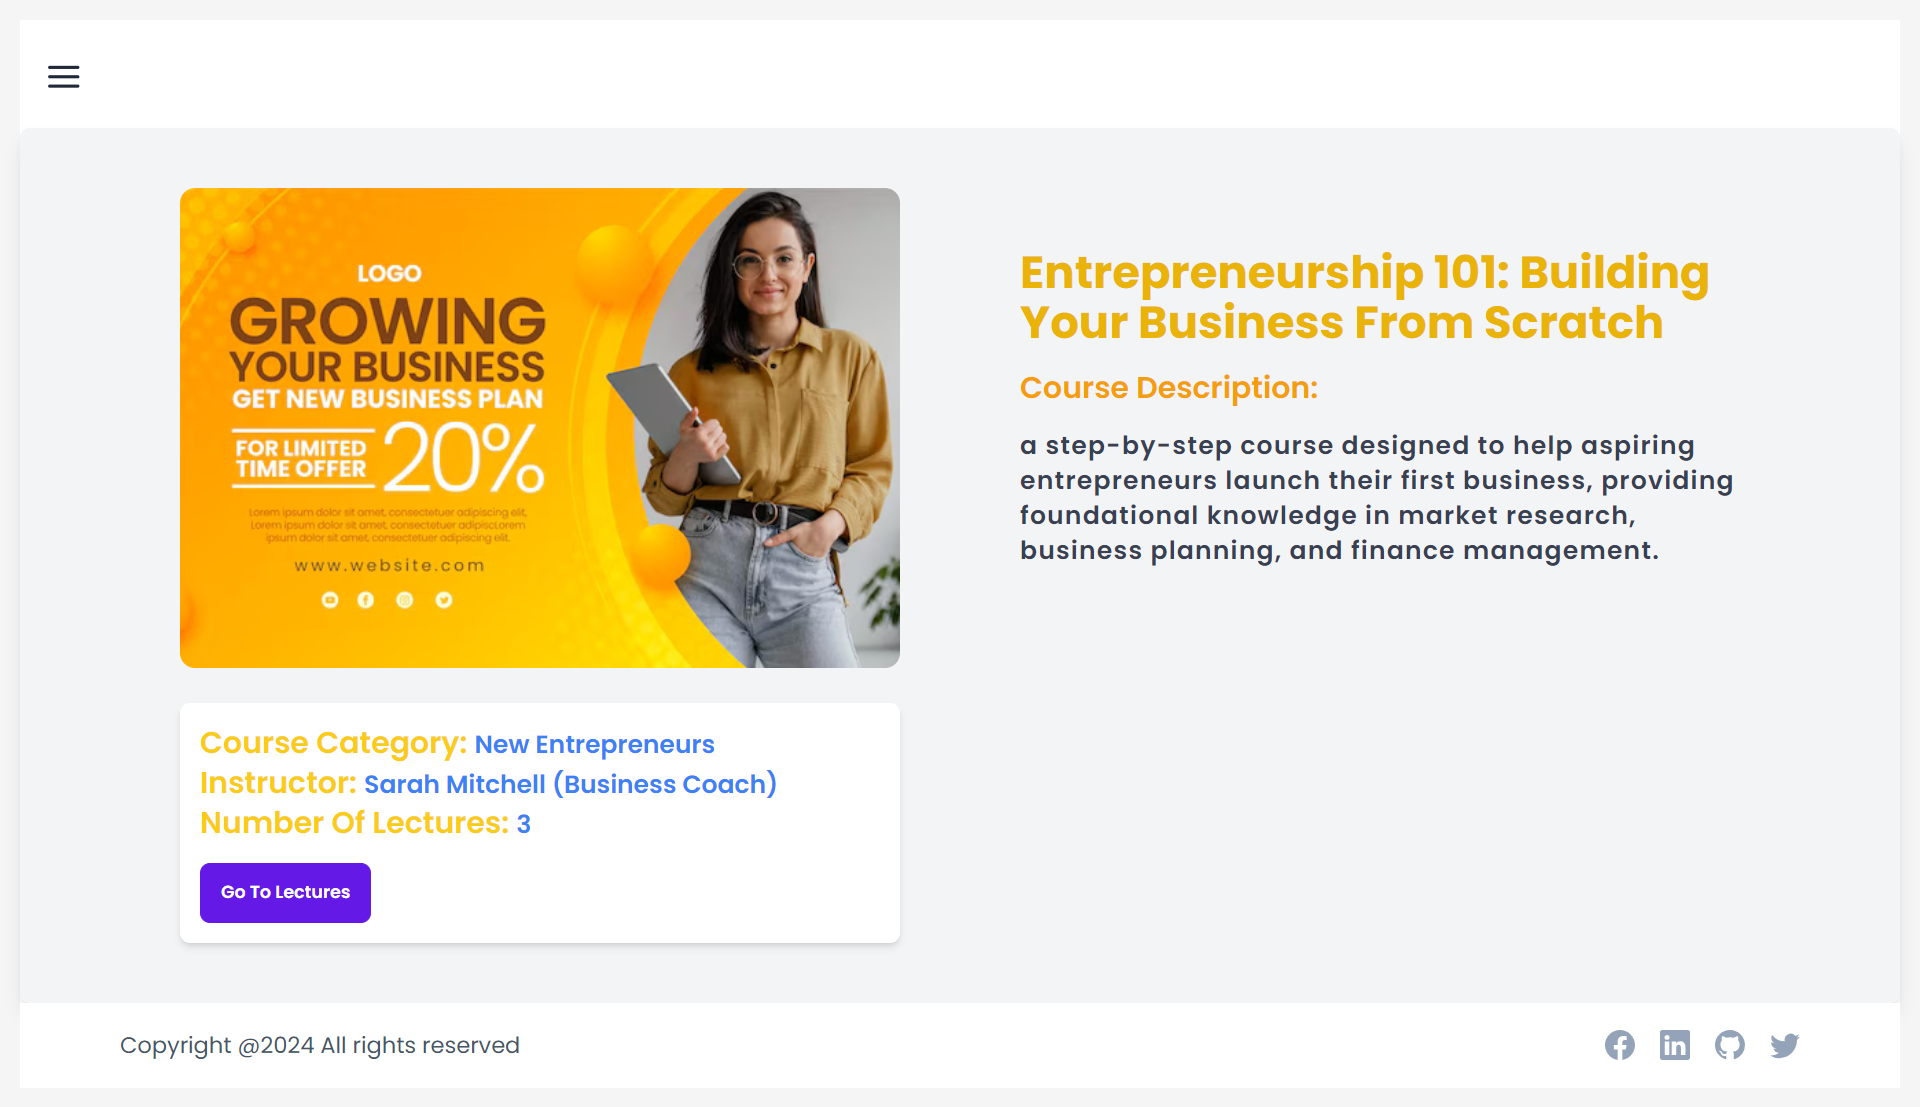 LOGO
GROWING
YOUR BUSINESS
GET NEW BUSINESS PLAN
FOR LIMITED
TIME OFFER
20%
Lorem ipsum dolor sit amet, consectetuer adipiscing elit,
Lorem ipsum dolor sit amet, consectetuer adipiscLorem
ipsum dolor sit amet, consectetuer adipiscing elit.
www.website.com
Entrepreneurship 101: Building
Your Business From Scratch
Course Description:
a step-by-step course designed to help aspiring
entrepreneurs launch their first business, providing
foundational knowledge in market research,
business planning, and finance management.
Course Category: New Entrepreneurs
Instructor: Sarah Mitchell (Business Coach)
Number Of Lectures: 3
Go To Lectures
Copyright @2024 All rights reserved